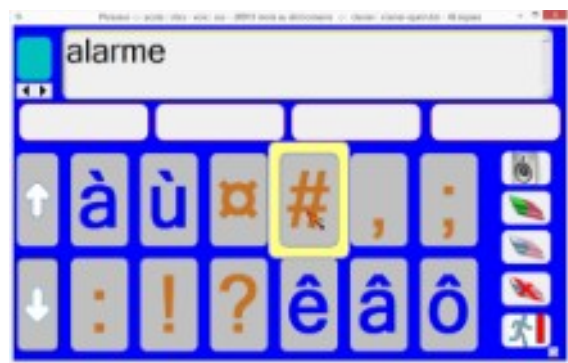 alarme
à ù ¤ # , ;
: ! ? ê â ô